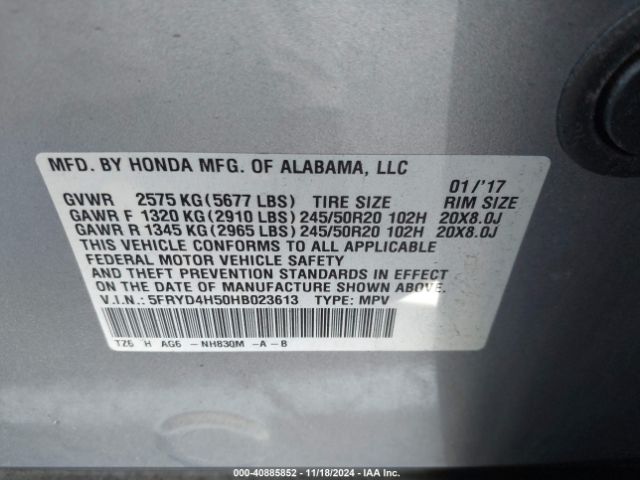 MFD. BY HONDA MFG. OF ALABAMA, LLC
01/'17
GVWR 2575 KG (5677 LBS) TIRE SIZE RIM SIZE
GAWR F 1320 KG (2910 LBS) 245/50R20 102H 20X8.0J
GAWR R 1345 KG (2965 LBS) 245/50R20 102H 20X8.0J
THIS VEHICLE CONFORMS TO ALL APPLICABLE
FEDERAL MOTOR VEHICLE SAFETY
AND THEFT PREVENTION STANDARDS IN EFFECT
ON THE DATE OF MANUFACTURE SHOWN ABOVE.
V.I.N.: 5FRYD4H50HB023613 TYPE: MPV
TZ6 H AG6 - NH830M -A - B
000-40885852 - 11/18/2024 - IAA Inc.